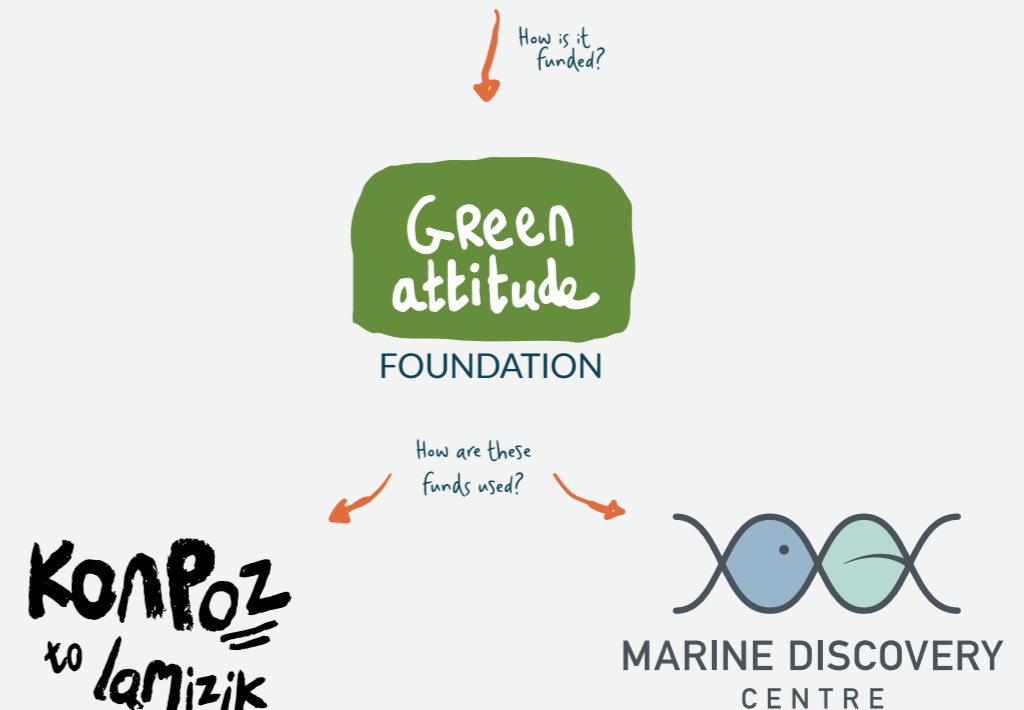 How is it
funded?
Green
attitude
FOUNDATION
How are these
funds used?
Konpoz
to lamizik
MARINE DISCOVERY
CENTRE